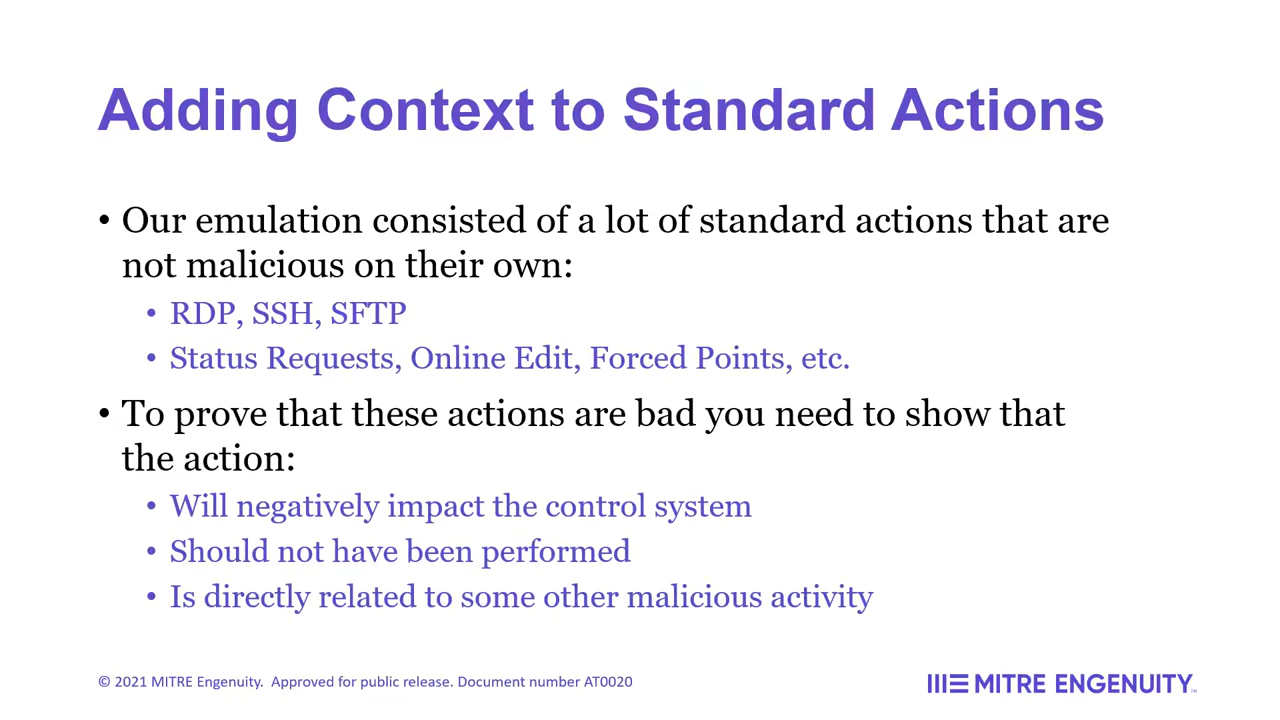 Adding Context to Standard Actions
• Our emulation consisted of a lot of standard actions that are
not malicious on their own:
• RDP, SSH, SFTP
• Status Requests, Online Edit, Forced Points, etc.
• To prove that these actions are bad you need to show that
the action:
• Will negatively impact the control system
• Should not have been performed
• Is directly related to some other malicious activity
© 2021 MITRE Engenuity. Approved for public release. Document number AT0020
MITRE ENGENUITY™